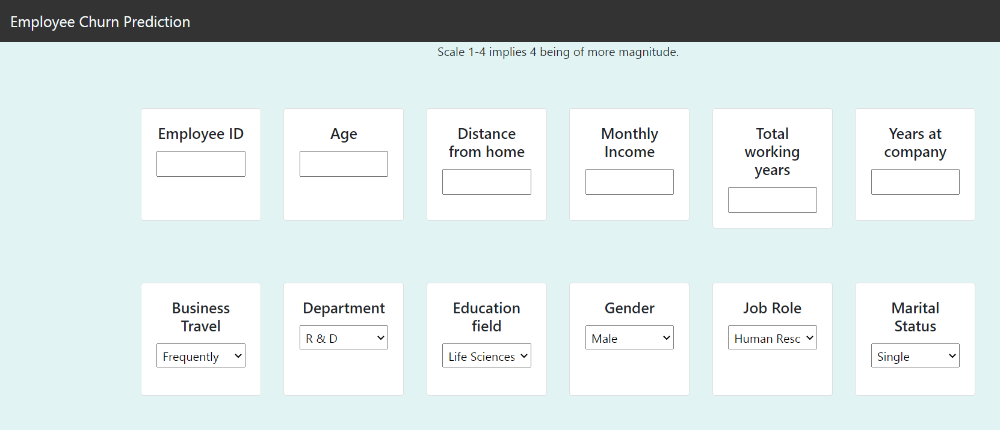 Employee Churn Prediction
Scale 1-4 implies 4 being of more magnitude.
Employee ID
Age
Distance
from home
Monthly
Income
Total
working
years
Years at
company
Business
Travel
Frequently
Department
R & D
Education
field
Life Sciences
Gender
Male
Job Role
Human Resc
Marital
Status
Single